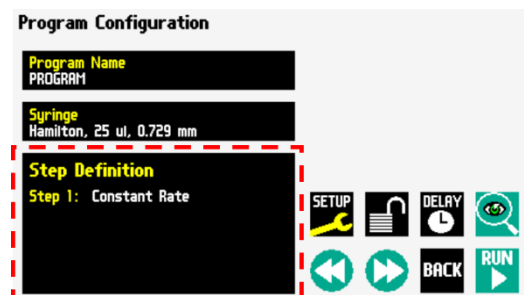 Program Configuration
Program Name
PROGRAM
Syringe
Hamilton, 25 ul, 0.729 mm
Step Definition
Step 1: Constant Rate
SETUP
DELAY
BACK
RUN